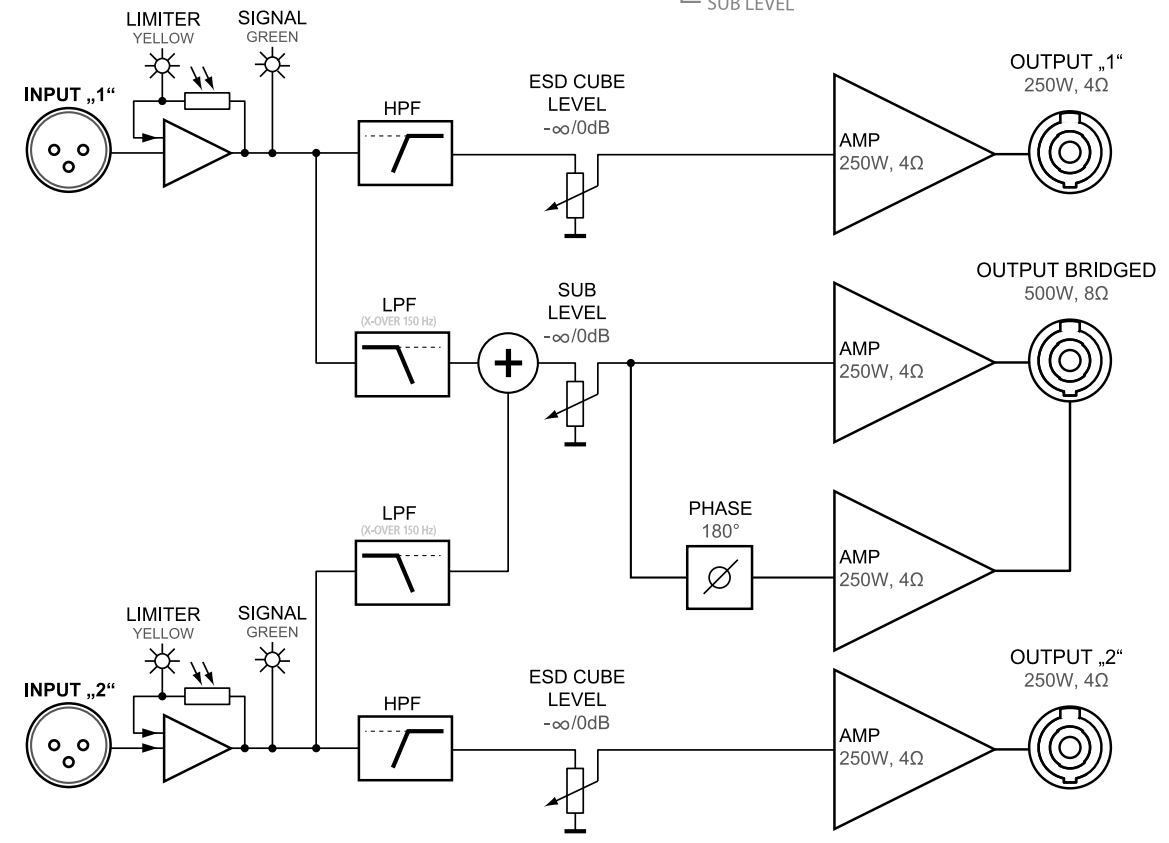 SUB LEVEL
LIMITER
YELLOW
SIGNAL
GREEN
INPUT „1“
HPF
ESD CUBE
LEVEL
-∞/0dB
AMP
250W, 4Ω
OUTPUT „1“
250W, 4Ω
LPF
(X-OVER 150 Hz)
SUB
LEVEL
-∞/0dB
AMP
250W, 4Ω
OUTPUT BRIDGED
500W, 8Ω
LPF
(X-OVER 150 Hz)
PHASE
180°
AMP
250W, 4Ω
LIMITER
YELLOW
SIGNAL
GREEN
INPUT „2“
HPF
ESD CUBE
LEVEL
-∞/0dB
AMP
250W, 4Ω
OUTPUT „2“
250W, 4Ω